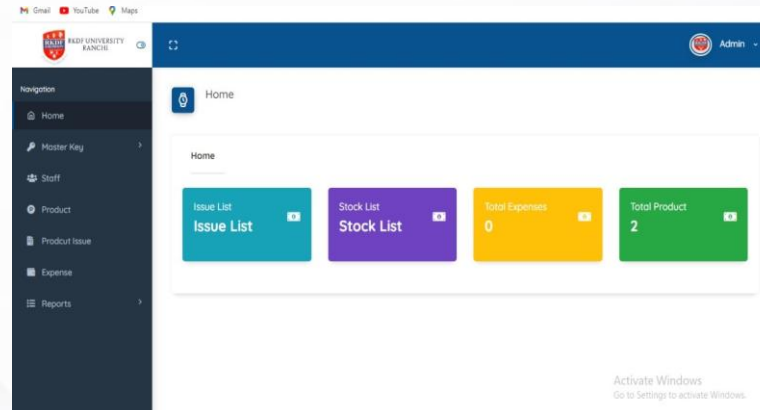 Gmail YouTube Maps
RKDF UNIVERSITY
RANCHI
Admin
Navigation
Home
Master Key
Staff
Product
Prodcut Issue
Expense
Reports
Home
Home
Issue List
Issue List
Stock List
Stock List
Total Expenses
0
Total Product
2
Activate Windows
Go to Settings to activate Windows.